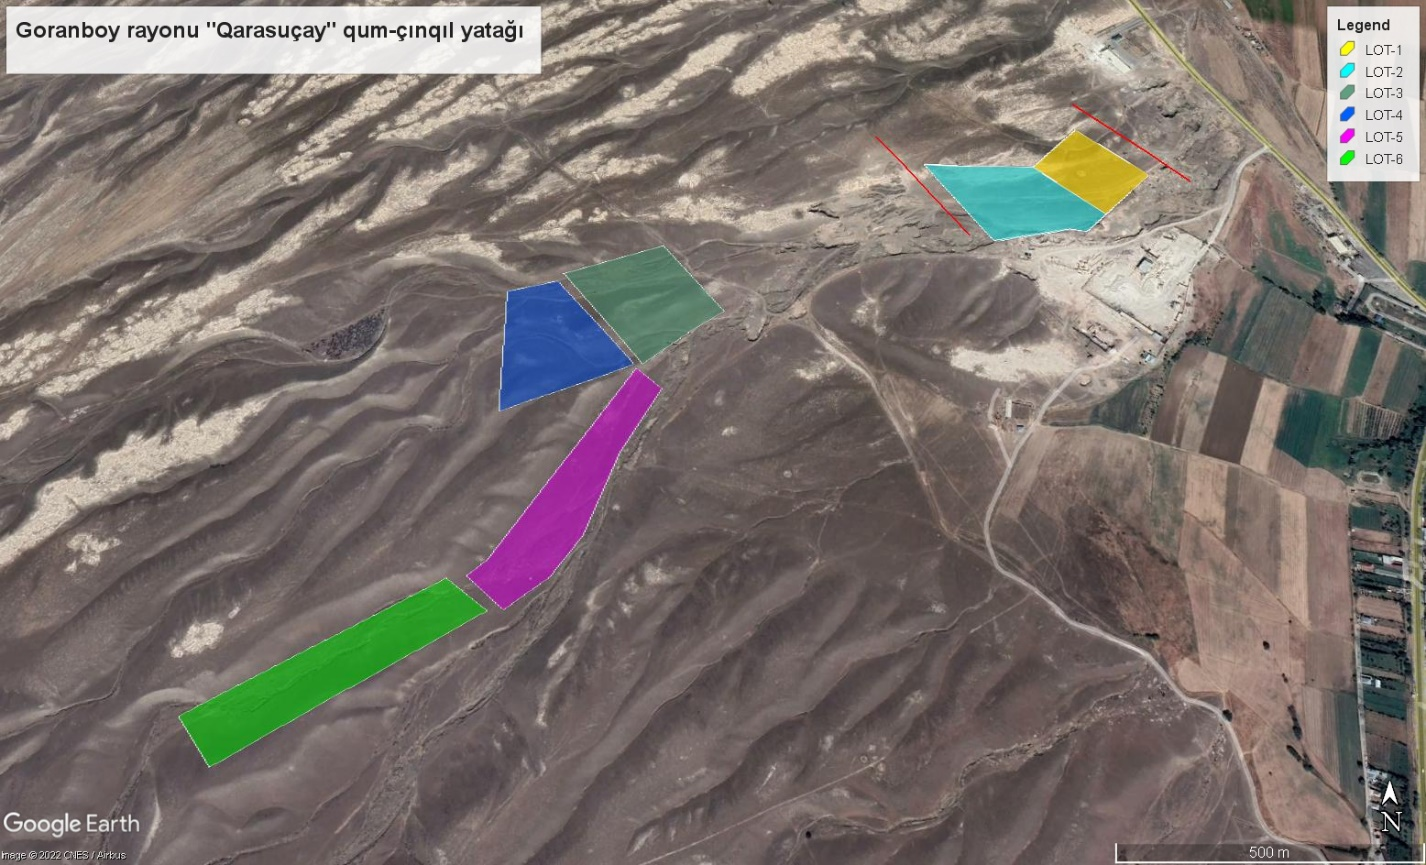 Goranboy rayonu "Qarasuçay" qum-çınqıl yatağı
Legend
LOT-1
LOT-2
LOT-3
LOT-4
LOT-5
LOT-6
Google Earth
Image © 2022 CNES / Airbus
N
500 m